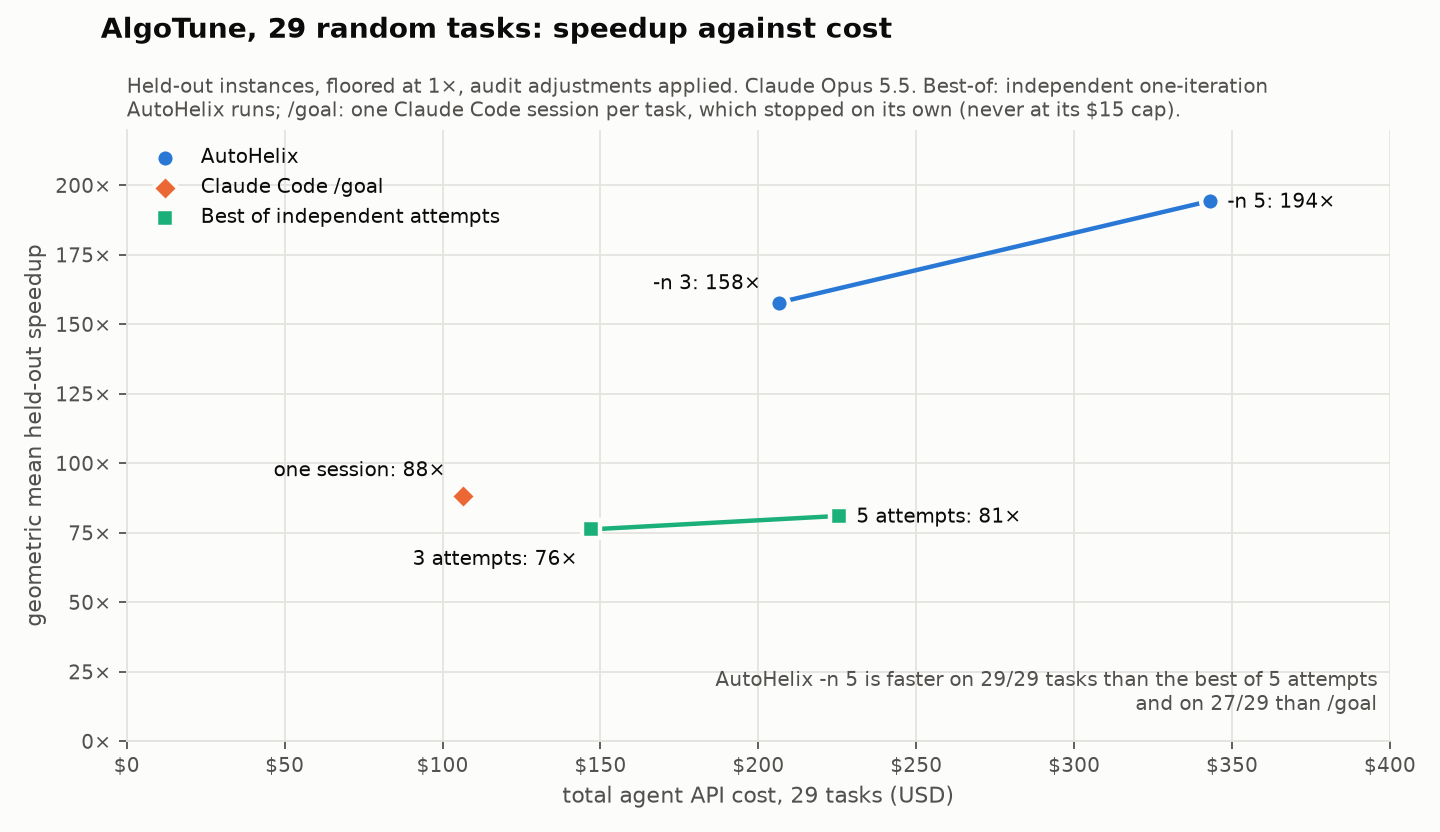 AlgoTune, 29 random tasks: speedup against cost
Held-out instances, floored at 1×, audit adjustments applied. Claude Opus 5.5. Best-of: independent one-iteration
AutoHelix runs; /goal: one Claude Code session per task, which stopped on its own (never at its $15 cap).
AutoHelix
Claude Code /goal
Best of independent attempts
geometric mean held-out speedup
200×
175×
150×
125×
100×
75×
50×
25×
0×
-n 5: 194×
-n 3: 158×
one session: 88×
5 attempts: 81×
3 attempts: 76×
AutoHelix -n 5 is faster on 29/29 tasks than the best of 5 attempts
and on 27/29 than /goal
$0
$50
$100
$150
$200
$250
$300
$350
$400
total agent API cost, 29 tasks (USD)